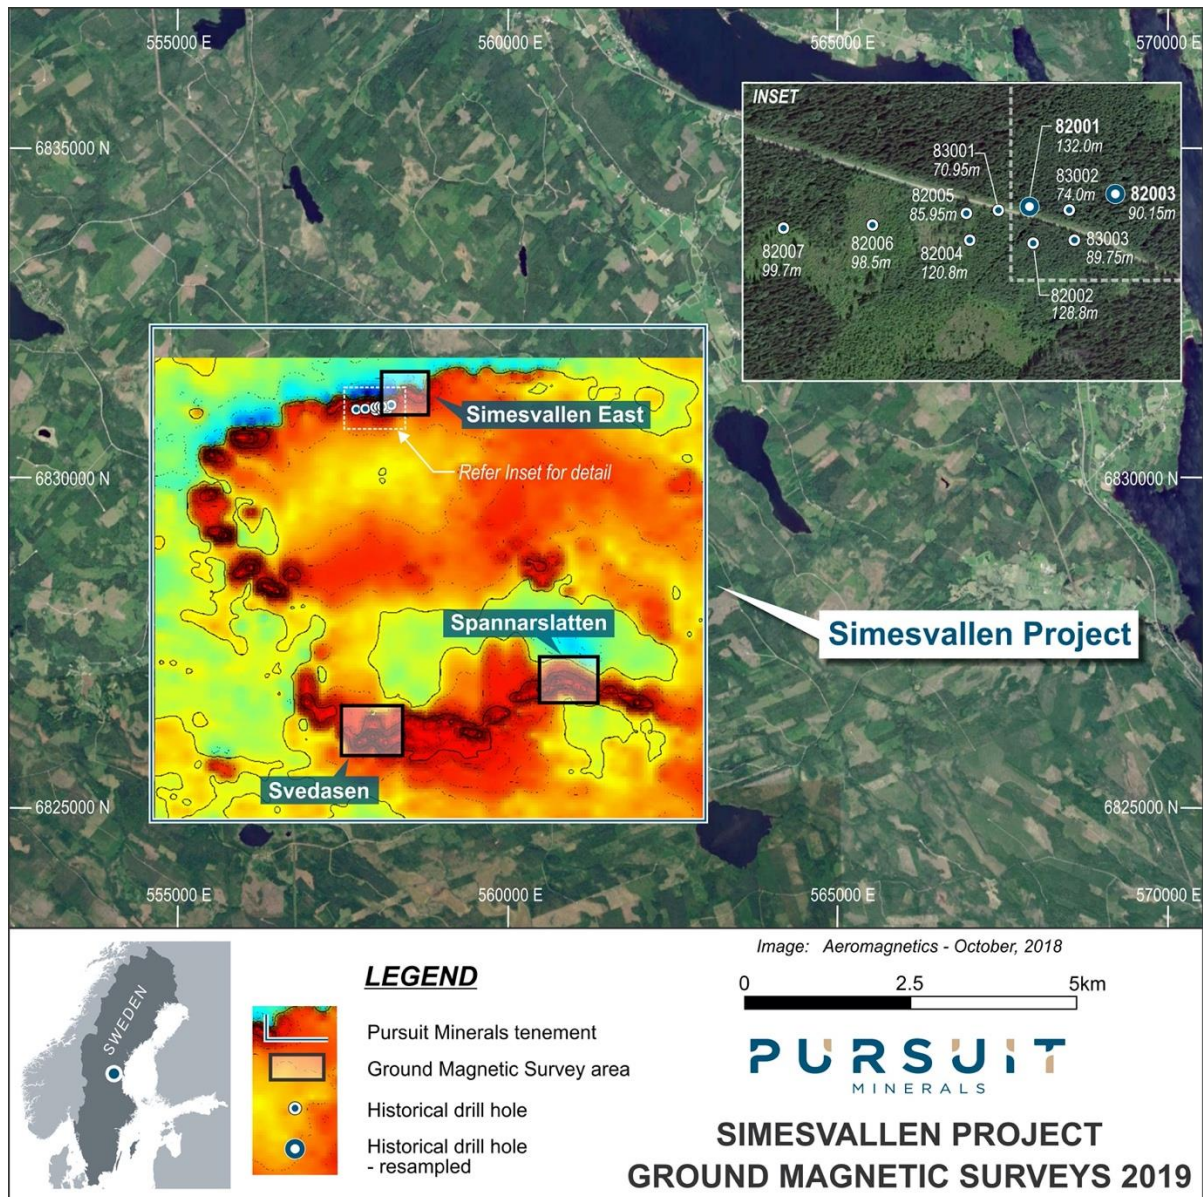 555000 E
560000 E
565000 E
570000 E
6835000 N
INSET
82001
132.0m
83001
70.95m
83002
74.0m
82003
90.15m
82005
85.95m
82007
99.7m
82006
98.5m
82004
120.8m
83003
89.75m
82002
128.8m
Simesvallen East
Refer Inset for detail
6830000 N
6830000 N
Spannarslatten
Simesvallen Project
Svedasen
6825000 N
6825000 N
555000 E
560000 E
565000 E
570000 E
SWEDEN
LEGEND
Pursuit Minerals tenement
Ground Magnetic Survey area
Historical drill hole
Historical drill hole
- resampled
Image: Aeromagnetics - October, 2018
0 2.5 5km
PURSUIT
MINERALS
SIMESVALLEN PROJECT
GROUND MAGNETIC SURVEYS 2019